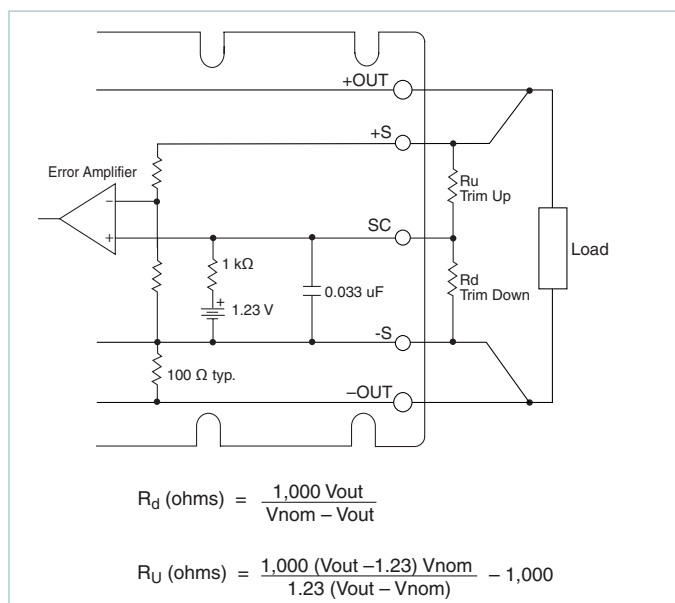 +OUT
+S
Error Amplifier
−
+
Ru
Trim Up
SC
1 kΩ
+
1.23 V
0.033 uF
Rd
Trim Down
Load
-S
100 Ω typ.
–OUT
Rd (ohms) = 1,000 Vout / Vnom – Vout
RU (ohms) = 1,000 (Vout –1.23) Vnom / 1.23 (Vout – Vnom) – 1,000